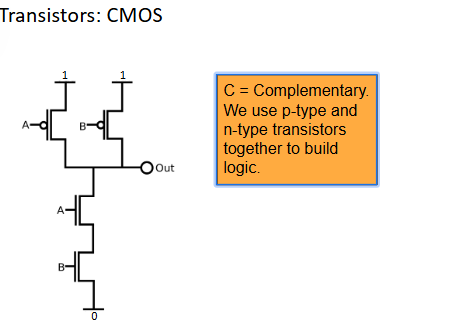 Transistors: CMOS
1 1
A B
Out
A
B
0
C = Complementary.
We use p-type and
n-type transistors
together to build
logic.